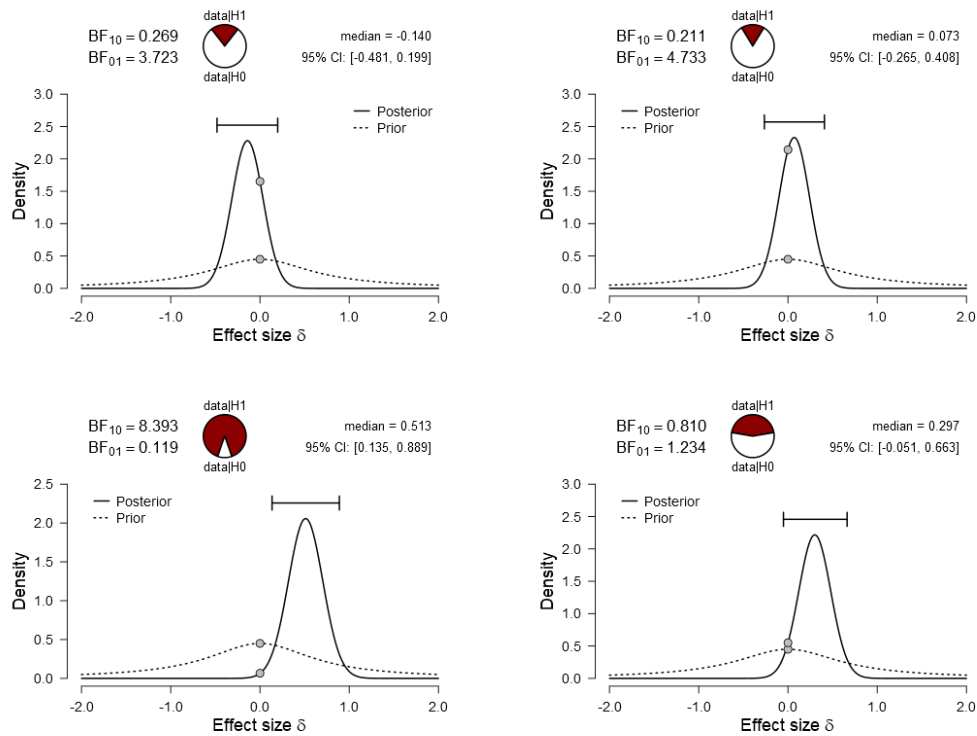 data|H1
BF10 = 0.269
BF01 = 3.723
median = -0.140
95% CI: [-0.481, 0.199]
data|H0
3.0
2.5
2.0
1.5
1.0
0.5
0.0
Density
Posterior
Prior
-2.0 -1.0 0.0 1.0 2.0
Effect size δ
data|H1
BF10 = 0.211
BF01 = 4.733
median = 0.073
95% CI: [-0.265, 0.408]
data|H0
3.0
2.5
2.0
1.5
1.0
0.5
0.0
Density
Posterior
Prior
-2.0 -1.0 0.0 1.0 2.0
Effect size δ
data|H1
BF10 = 8.393
BF01 = 0.119
median = 0.513
95% CI: [0.135, 0.889]
data|H0
2.5
2.0
1.5
1.0
0.5
0.0
Density
Posterior
Prior
-2.0 -1.0 0.0 1.0 2.0
Effect size δ
data|H1
BF10 = 0.810
BF01 = 1.234
median = 0.297
95% CI: [-0.051, 0.663]
data|H0
3.0
2.5
2.0
1.5
1.0
0.5
0.0
Density
Posterior
Prior
-2.0 -1.0 0.0 1.0 2.0
Effect size δ